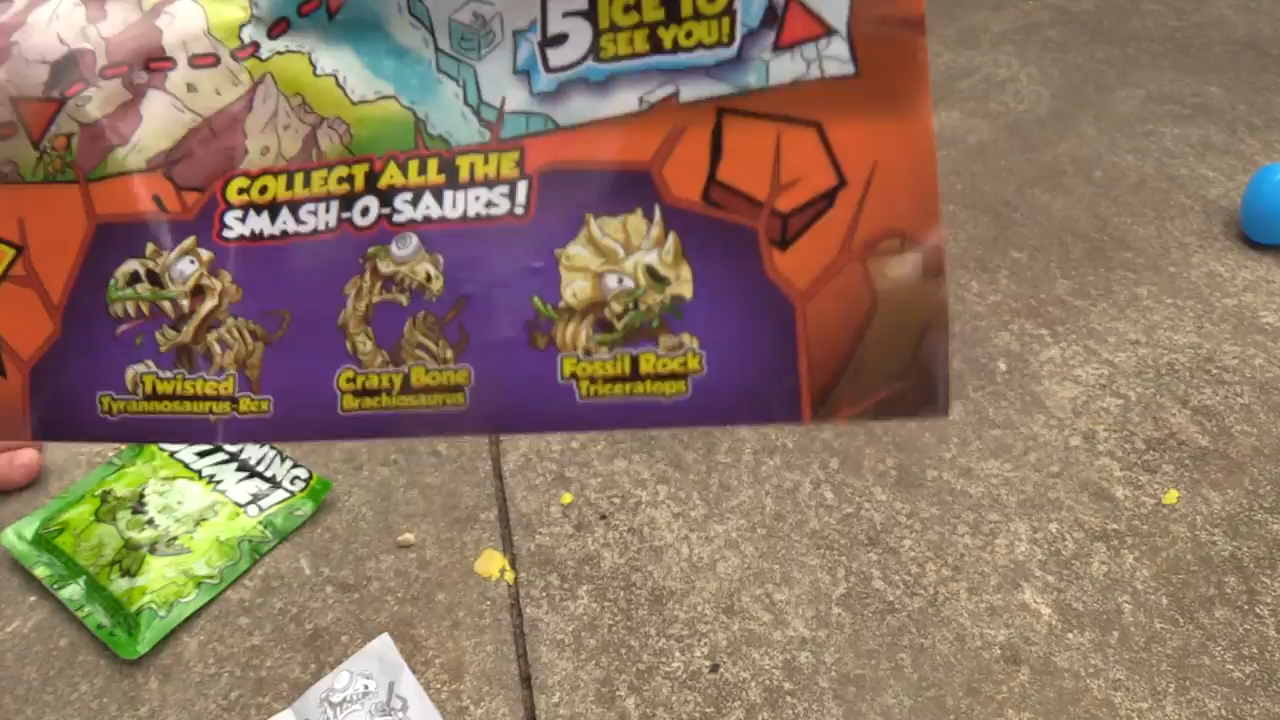 5 ICE TO
SEE YOU!
COLLECT ALL THE
SMASH-O-SAURS!
Twisted
Tyrannosaurus-Rex
Crazy Bone
Brachiosaurus
Fossil Rock
Triceratops
SLIME!